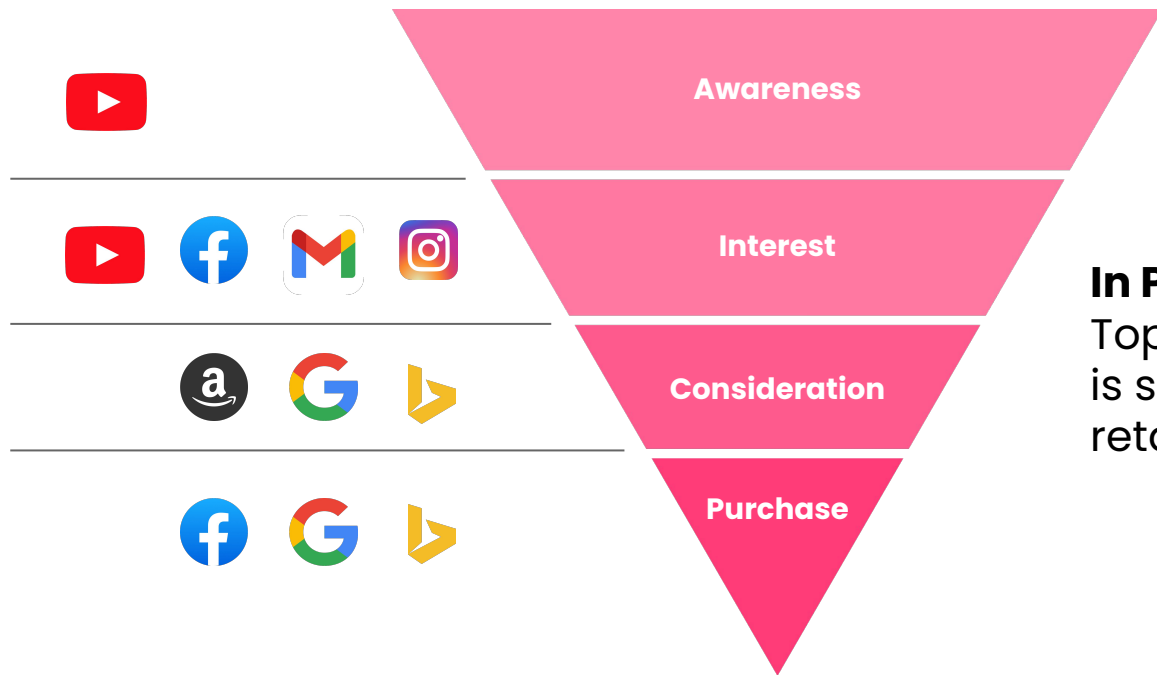 Awareness
Interest
Consideration
Purchase
In
Top
is